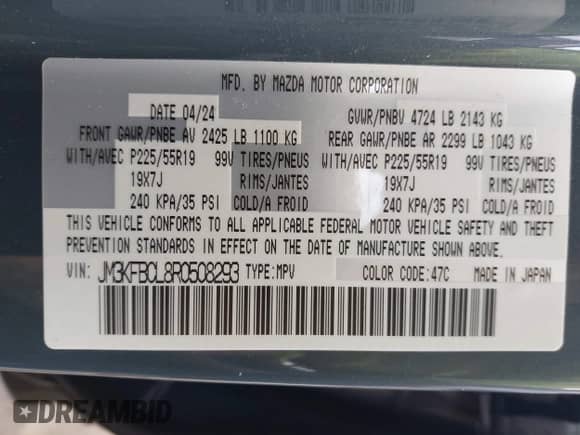 MFD. BY MAZDA MOTOR CORPORATION
DATE 04/24 GVWR/PNBV 4724 LB 2143 KG
FRONT GAWR/PNBE AV 2425 LB 1100 KG REAR GAWR/PNBE AR 2299 LB 1043 KG
WITH/AVEC P225/55R19 99V TIRES/PNEUS WITH/AVEC P225/55R19 99V TIRES/PNEUS
19X7J RIMS/JANTES 19X7J RIMS/JANTES
240 KPA/35 PSI COLD/A FROID 240 KPA/35 PSI COLD/A FROID
THIS VEHICLE CONFORMS TO ALL APPLICABLE FEDERAL MOTOR VEHICLE SAFETY AND THEFT
PREVENTION STANDARDS IN EFFECT ON THE DATE OF MANUFACTURE SHOWN ABOVE.
VIN: JM3KFBCL8R0508293 TYPE:MPV COLOR CODE:47C MADE IN JAPAN
DREAMBID